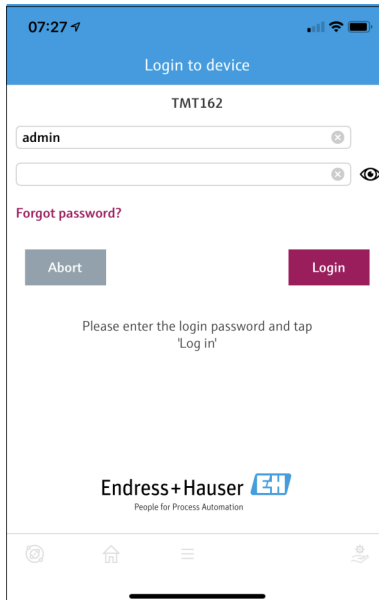 07:27
Login to device
TMT162
admin
Forgot password?
Abort
Login
Please enter the login password and tap
'Log in'
Endress+Hauser EH
People for Process Automation